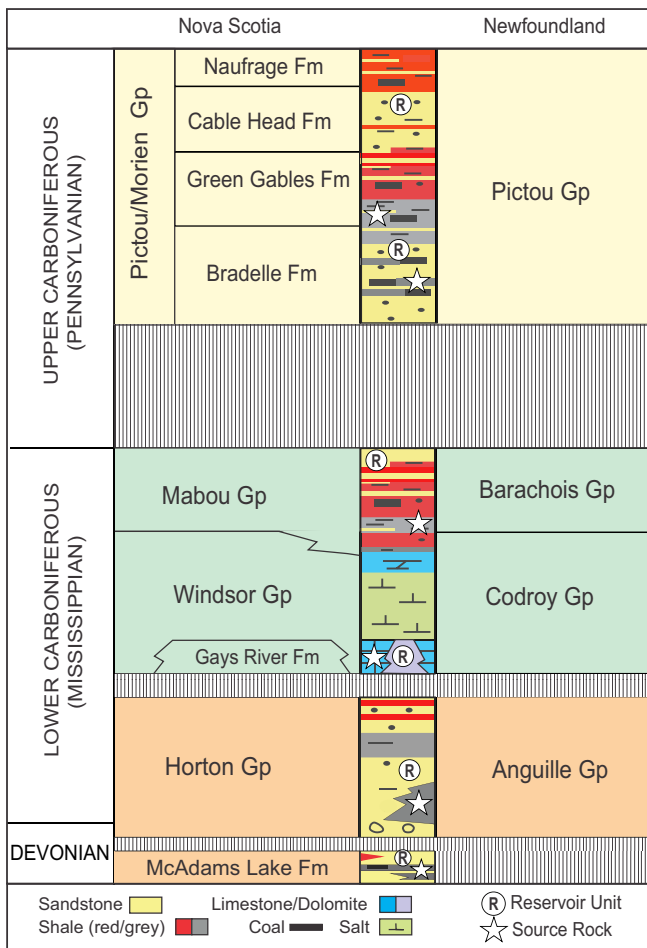 Nova Scotia
Newfoundland
UPPER CARBONIFEROUS
(PENNSYLVANIAN)
Pictou/Morien Gp
Naufrage Fm
R
Cable Head Fm
Green Gables Fm
Pictou Gp
R
Bradelle Fm
LOWER CARBONIFEROUS
(MISSISSIPPIAN)
R
Mabou Gp
Barachois Gp
Windsor Gp
Codroy Gp
Gays River Fm
R
Horton Gp
R
Anguille Gp
DEVONIAN
McAdams Lake Fm
R
Sandstone
Limestone/Dolomite
R Reservoir Unit
Shale (red/grey)
Coal
Salt
Source Rock